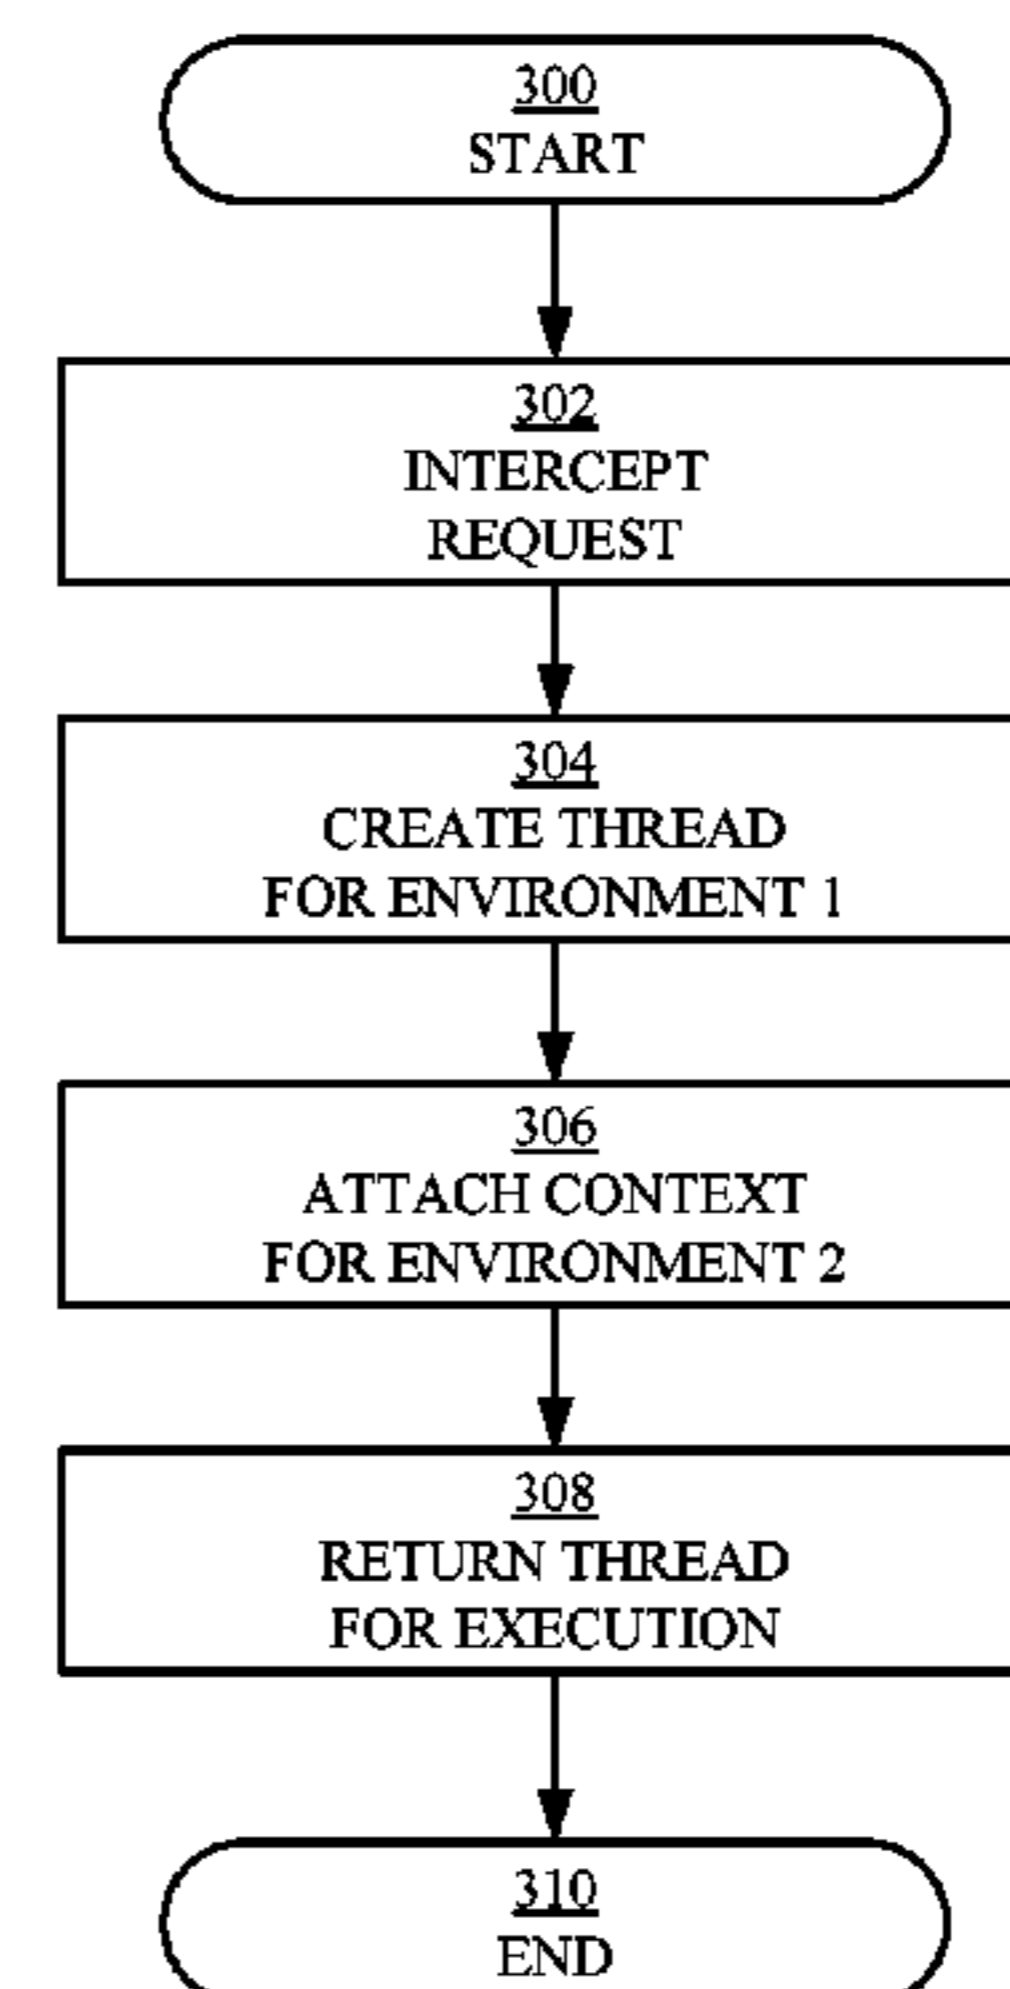 300
START
302
INTERCEPT
REQUEST
304
CREATE THREAD
FOR ENVIRONMENT 1
306
ATTACH CONTEXT
FOR ENVIRONMENT 2
308
RETURN THREAD
FOR EXECUTION
310
END